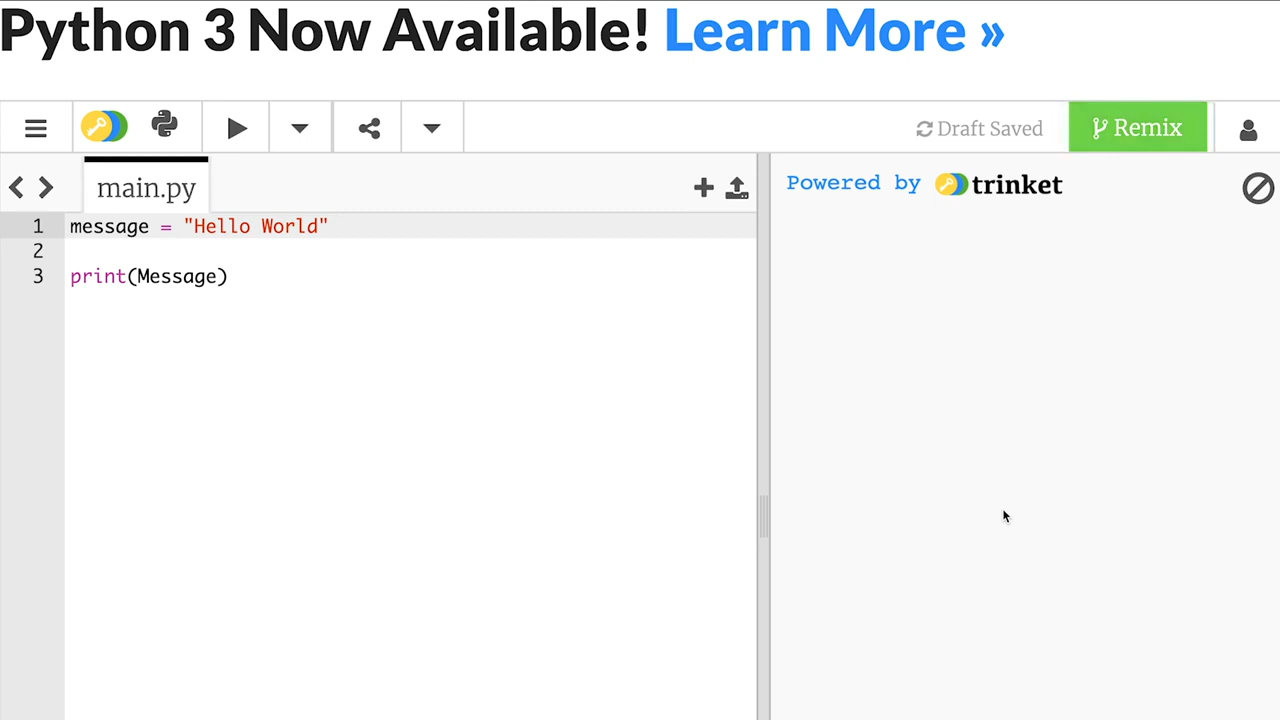 Python 3 Now Available! Learn More »
Draft Saved
Remix
main.py
Powered by trinket
1 message = "Hello World"
2
3 print(Message)